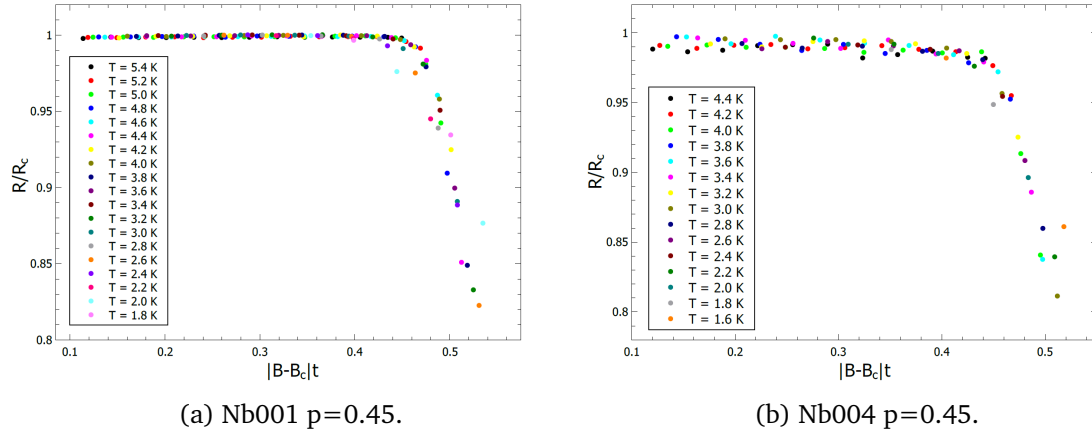 1
0.95
0.9
0.85
0.8
R/Rc
T = 5.4 K
T = 5.2 K
T = 5.0 K
T = 4.8 K
T = 4.6 K
T = 4.4 K
T = 4.2 K
T = 4.0 K
T = 3.8 K
T = 3.6 K
T = 3.4 K
T = 3.2 K
T = 3.0 K
T = 2.8 K
T = 2.6 K
T = 2.4 K
T = 2.2 K
T = 2.0 K
T = 1.8 K
0.1 0.2 0.3 0.4 0.5
|B-Bc|t
(a) Nb001 p=0.45.
1
0.95
0.9
0.85
0.8
R/Rc
T = 4.4 K
T = 4.2 K
T = 4.0 K
T = 3.8 K
T = 3.6 K
T = 3.4 K
T = 3.2 K
T = 3.0 K
T = 2.8 K
T = 2.6 K
T = 2.4 K
T = 2.2 K
T = 2.0 K
T = 1.8 K
T = 1.6 K
0.1 0.2 0.3 0.4 0.5
|B-Bc|t
(b) Nb004 p=0.45.